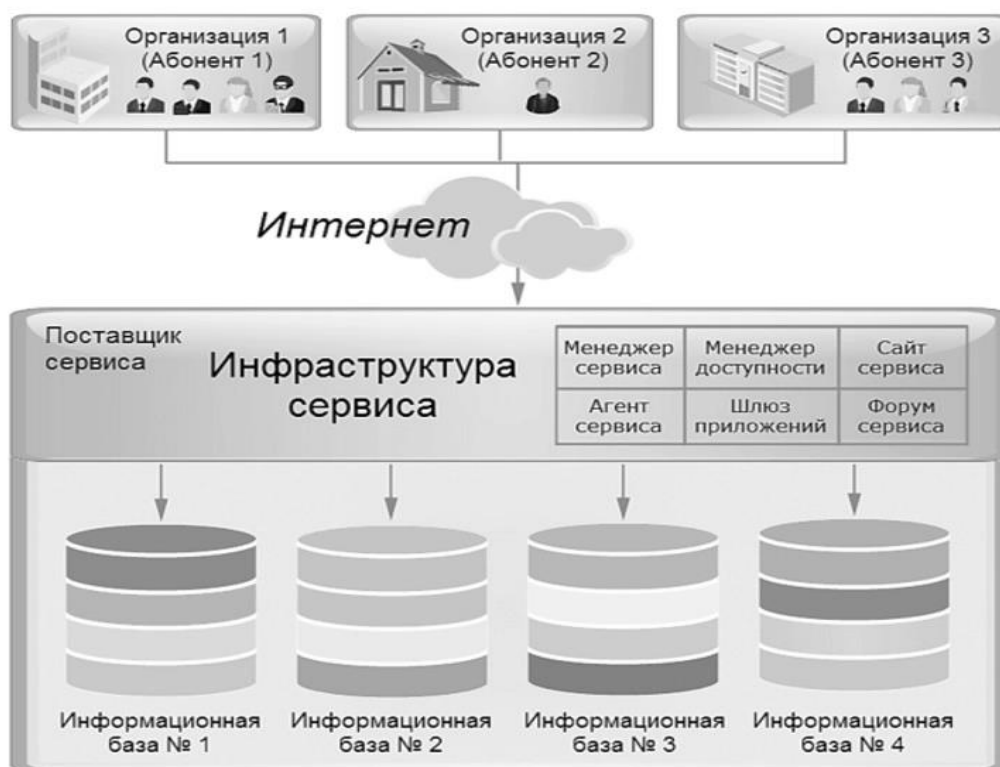 Организация 1
(Абонент 1)
Организация 2
(Абонент 2)
Организация 3
(Абонент 3)
Интернет
Поставщик
сервиса
Инфраструктура
сервиса
Менеджер
сервиса
Менеджер
доступности
Сайт
сервиса
Агент
сервиса
Шлюз
приложений
Форум
сервиса
Информационная
база № 1
Информационная
база № 2
Информационная
база № 3
Информационная
база № 4